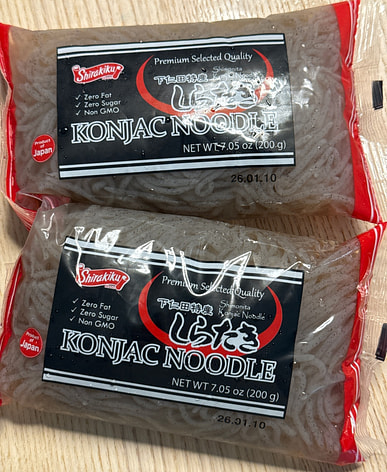 Shirakiku
Premium Selected Quality
下仁田特産
Shimonita
Konjac Noodle
しらたき
✓ Zero Fat
✓ Zero Sugar
✓ Non GMO
Product of
Japan
KONJAC NOODLE
NET WT 7.05 oz (200 g)
26.01.10
Shirakiku
Premium Selected Quality
下仁田特産
Shimonita
Konjac Noodle
しらたき
✓ Zero Fat
✓ Zero Sugar
✓ Non GMO
Product of
Japan
KONJAC NOODLE
NET WT 7.05 oz (200 g)
26.01.10